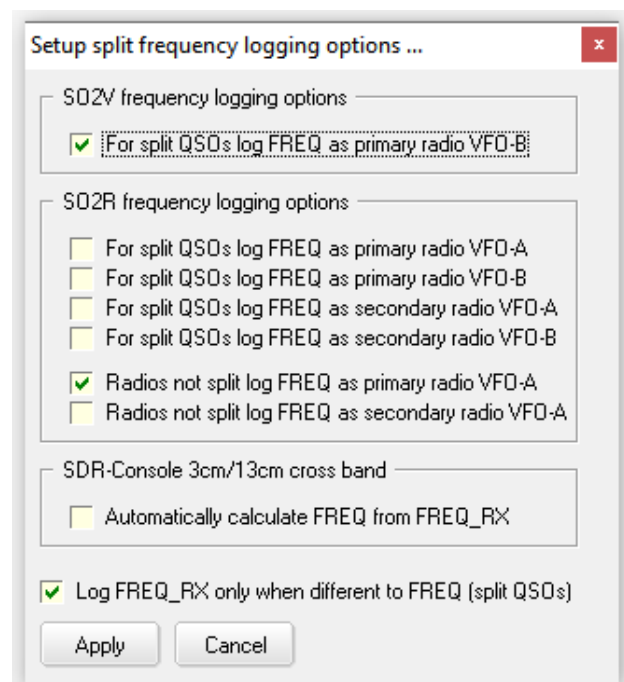 Setup split frequency logging options ...
x
SO2V frequency logging options
For split QSOs log FREQ as primary radio VFO-B
SO2R frequency logging options
For split QSOs log FREQ as primary radio VFO-A
For split QSOs log FREQ as primary radio VFO-B
For split QSOs log FREQ as secondary radio VFO-A
For split QSOs log FREQ as secondary radio VFO-B
Radios not split log FREQ as primary radio VFO-A
Radios not split log FREQ as secondary radio VFO-A
SDR-Console 3cm/13cm cross band
Automatically calculate FREQ from FREQ_RX
Log FREQ_RX only when different to FREQ (split QSOs)
Apply Cancel